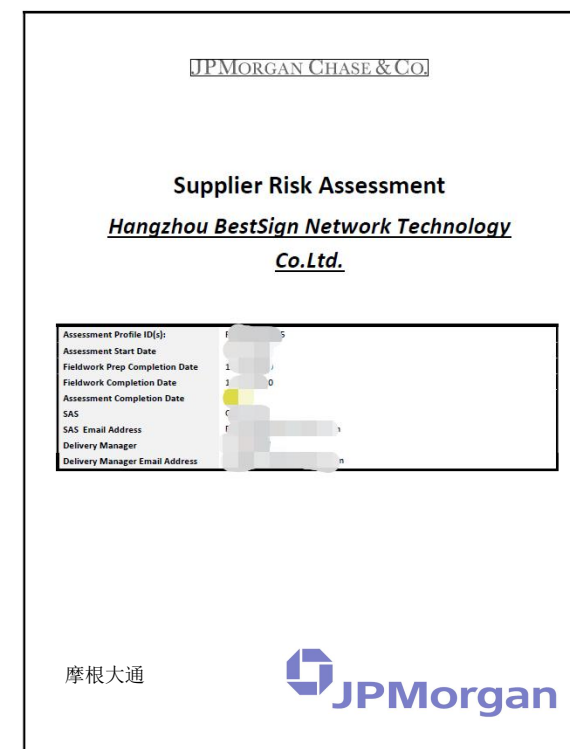 JPMORGAN CHASE & CO.
Supplier Risk Assessment
Hangzhou BestSign Network Technology
Co.Ltd.
Assessment Profile ID(s):
Assessment Start Date
Fieldwork Prep Completion Date
Fieldwork Completion Date
Assessment Completion Date
SAS
SAS Email Address
Delivery Manager
Delivery Manager Email Address
摩根大通
JPMorgan